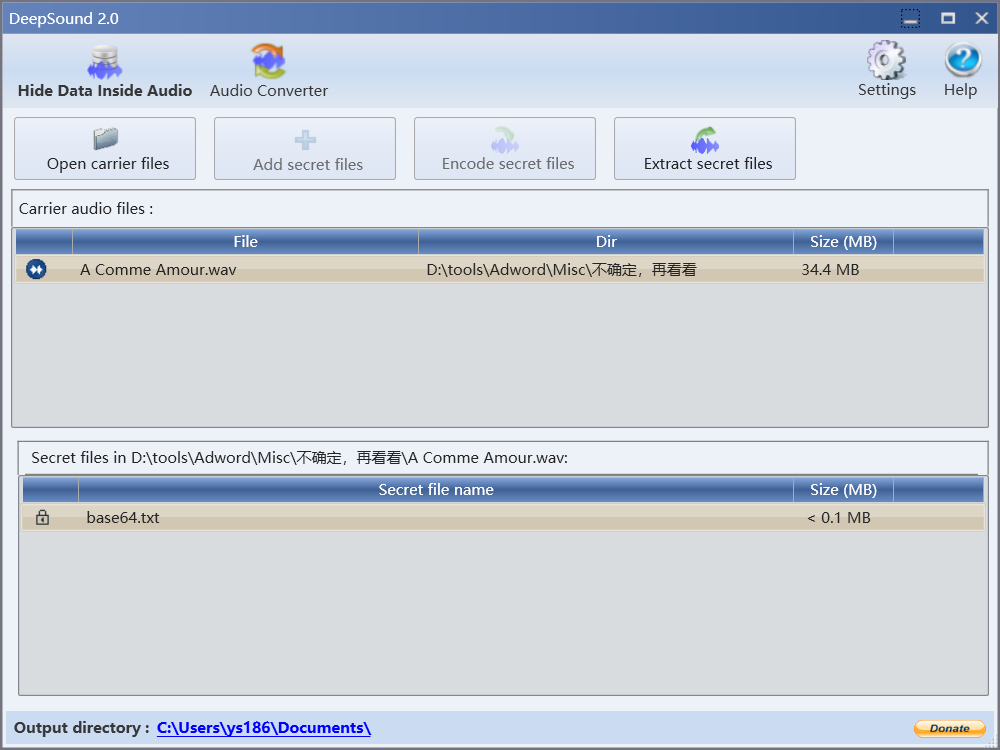 DeepSound 2.0
Hide Data Inside Audio Audio Converter Settings Help
Open carrier files Add secret files Encode secret files Extract secret files
Carrier audio files :
File Dir Size (MB)
A Comme Amour.wav D:\tools\Adword\Misc\不确定，再看看 34.4 MB
Secret files in D:\tools\Adword\Misc\不确定，再看看\A Comme Amour.wav:
Secret file name Size (MB)
base64.txt < 0.1 MB
Output directory : C:\Users\ys186\Documents\ Donate